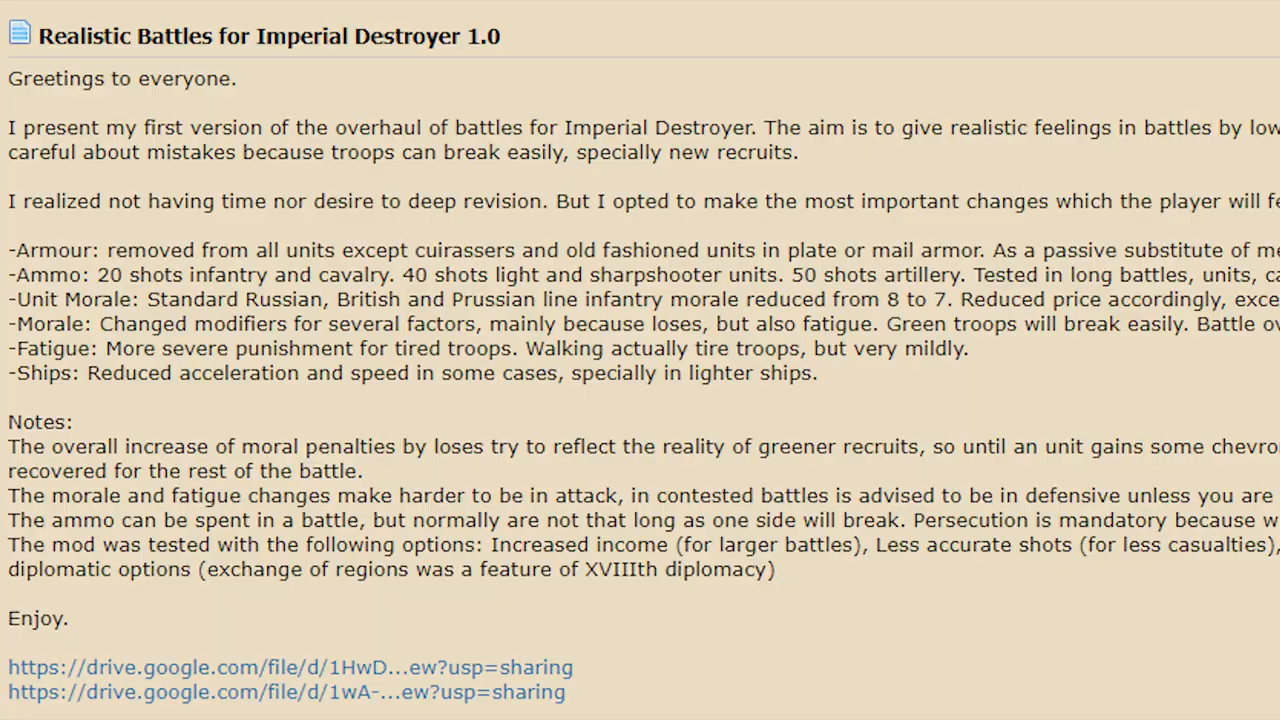 Realistic Battles for Imperial Destroyer 1.0
Greetings to everyone.
I present my first version of the overhaul of battles for Imperial Destroyer. The aim is to give realistic feelings in battles by low
careful about mistakes because troops can break easily, specially new recruits.
I realized not having time nor desire to deep revision. But I opted to make the most important changes which the player will fe
-Armour: removed from all units except cuirassers and old fashioned units in plate or mail armor. As a passive substitute of me
-Ammo: 20 shots infantry and cavalry. 40 shots light and sharpshooter units. 50 shots artillery. Tested in long battles, units, ca
-Unit Morale: Standard Russian, British and Prussian line infantry morale reduced from 8 to 7. Reduced price accordingly, exce
-Morale: Changed modifiers for several factors, mainly because loses, but also fatigue. Green troops will break easily. Battle ov
-Fatigue: More severe punishment for tired troops. Walking actually tire troops, but very mildly.
-Ships: Reduced acceleration and speed in some cases, specially in lighter ships.
Notes:
The overall increase of moral penalties by loses try to reflect the reality of greener recruits, so until an unit gains some chevro
recovered for the rest of the battle.
The morale and fatigue changes make harder to be in attack, in contested battles is advised to be in defensive unless you are
The ammo can be spent in a battle, but normally are not that long as one side will break. Persecution is mandatory because w
The mod was tested with the following options: Increased income (for larger battles), Less accurate shots (for less casualties),
diplomatic options (exchange of regions was a feature of XVIIIth diplomacy)
Enjoy.
https://drive.google.com/file/d/1HwD...ew?usp=sharing
https://drive.google.com/file/d/1wA-...ew?usp=sharing